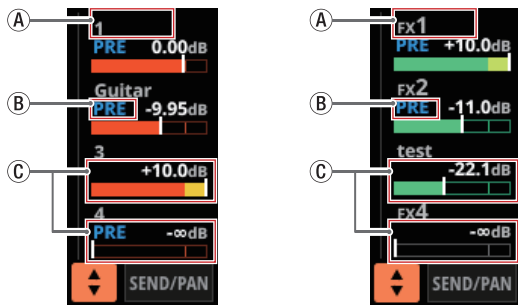 A
1
PRE 0.00dB
Guitar
B
PRE -9.95dB
3
C
+10.0dB
4
PRE -∞dB
SEND/PAN
A
FX1
PRE +10.0dB
FX2
B
PRE -11.0dB
test
C
-22.1dB
FX4
-∞dB
SEND/PAN